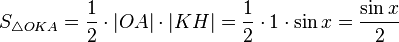 S_{\triangle OKA} = \frac{1}{2} \cdot |OA| \cdot |KH| = \frac{1}{2} \cdot 1 \cdot \sin x = \frac{\sin x}{2}